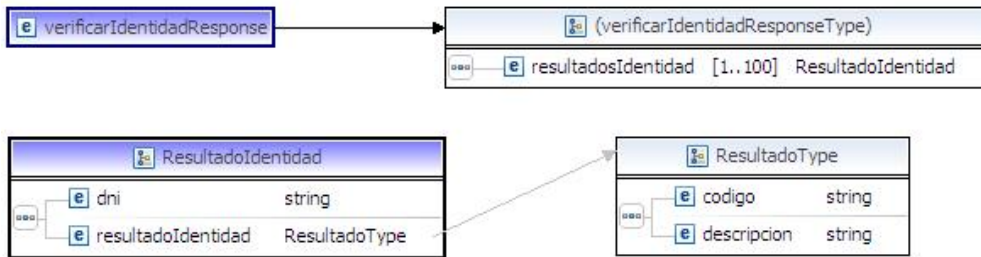 e verificarIdentidadResponse
(verificarIdentidadResponseType)
e resultadosIdentidad [1..100] ResultadoIdentidad
ResultadoIdentidad
e dni string
e resultadoIdentidad ResultadoType
ResultadoType
e codigo string
e descripcion string